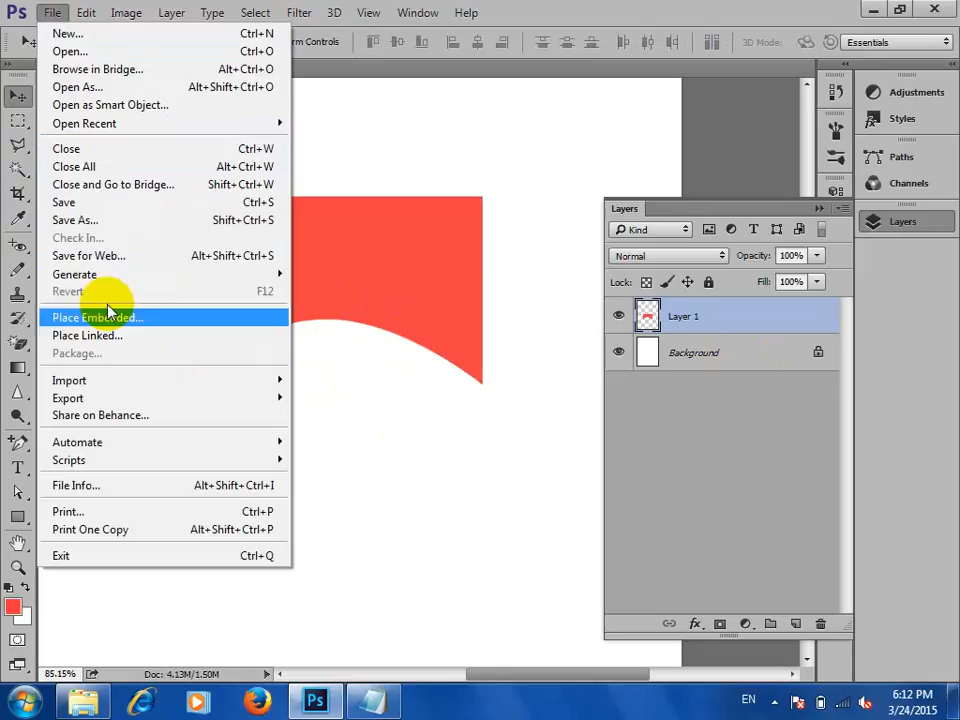 Ps File Edit Image Layer Type Select Filter 3D View Window Help
rm Controls 3D Mode: Essentials
New... Ctrl+N
Open... Ctrl+O
Browse in Bridge... Alt+Ctrl+O
Open As... Alt+Shift+Ctrl+O
Open as Smart Object...
Open Recent
Close Ctrl+W
Close All Alt+Ctrl+W
Close and Go to Bridge... Shift+Ctrl+W
Save Ctrl+S
Save As... Shift+Ctrl+S
Check In...
Save for Web... Alt+Shift+Ctrl+S
Generate
Revert F12
Place Embedded...
Place Linked...
Package...
Import
Export
Share on Behance...
Automate
Scripts
File Info... Alt+Shift+Ctrl+I
Print... Ctrl+P
Print One Copy Alt+Shift+Ctrl+P
Exit Ctrl+Q
Layers
Kind
Normal Opacity: 100%
Lock: Fill: 100%
Layer 1
Background
fx
Adjustments
Styles
Paths
Channels
Layers
85.15% Doc: 4.13M/1.50M
Ps EN 6:12 PM
3/24/2015